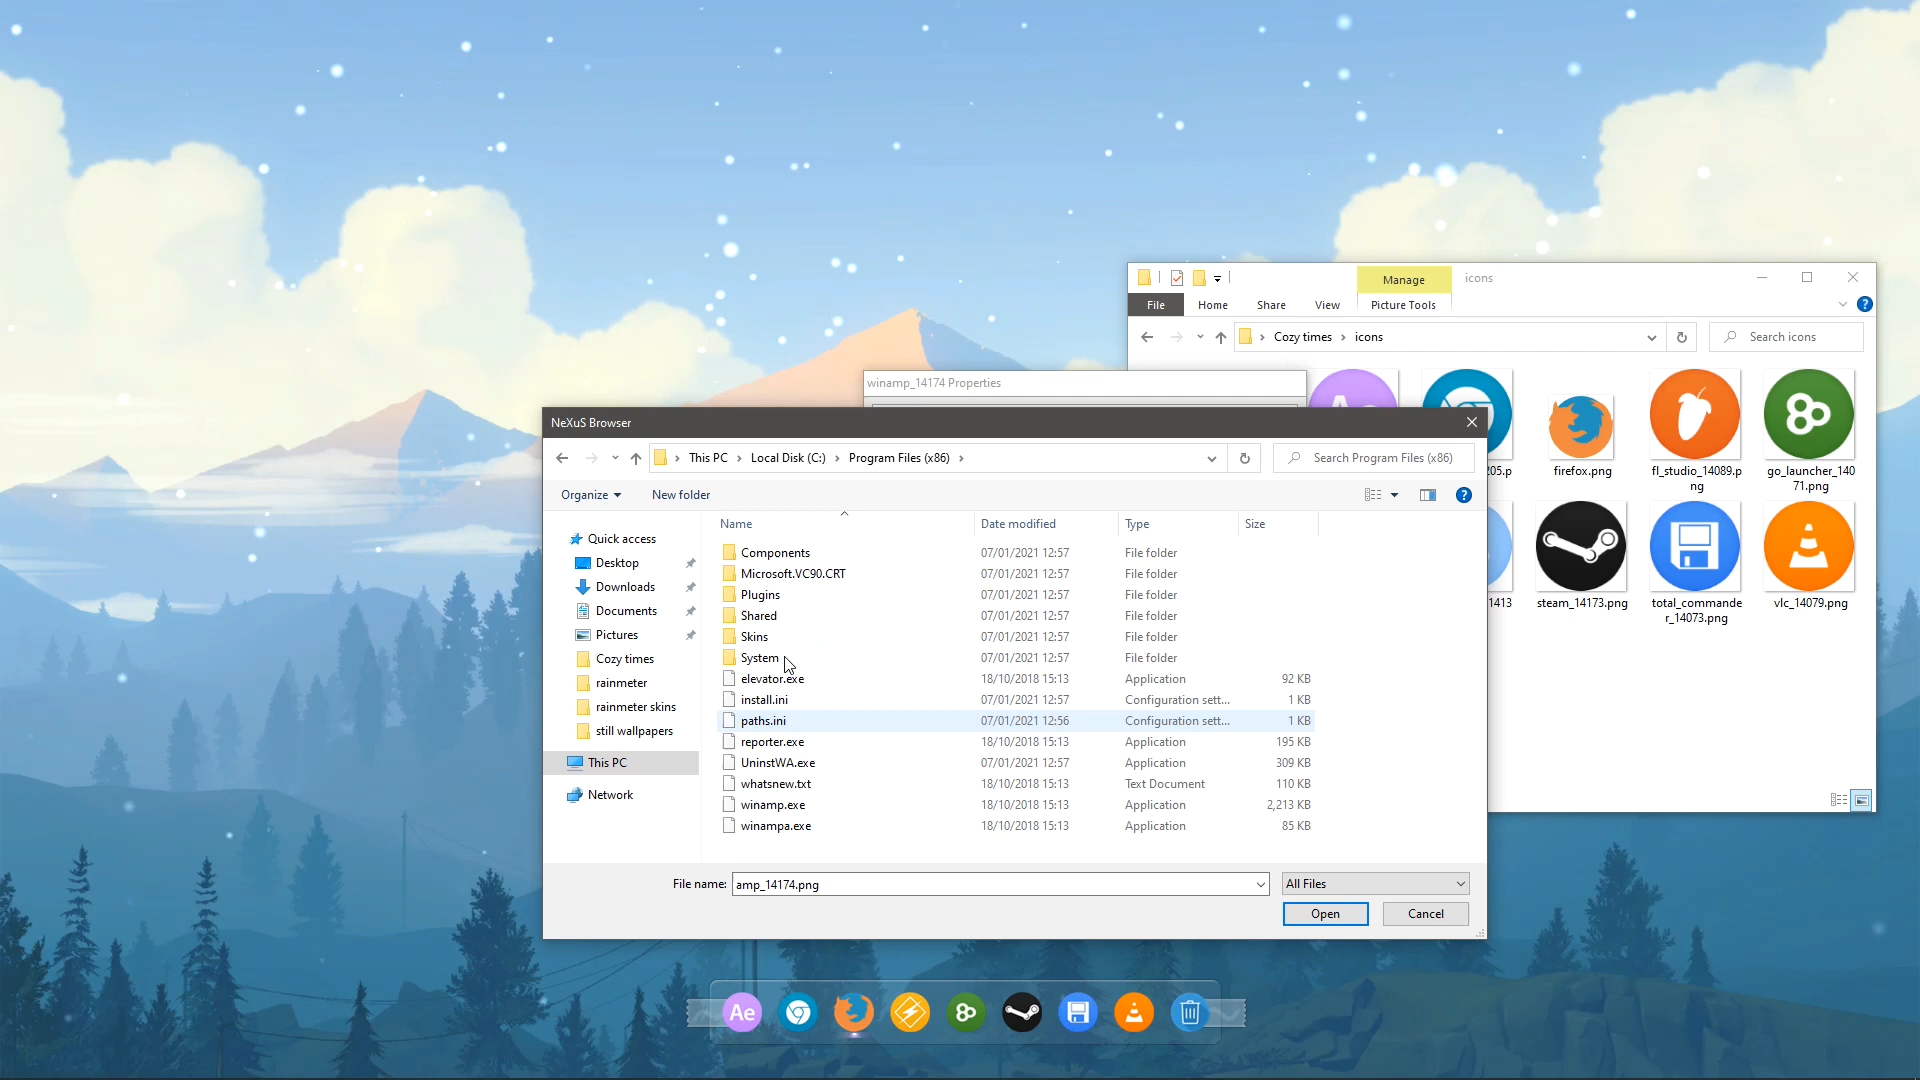 Manage
icons
File
Home
Share
View
Picture Tools
Cozy times
icons
Search icons
winamp_14174 Properties
05.p
firefox.png
fl_studio_14089.p
ng
go_launcher_140
71.png
1413
steam_14173.png
total_commande
r_14073.png
vlc_14079.png
NeXuS Browser
This PC
Local Disk (C:)
Program Files (x86)
Search Program Files (x86)
Organize
New folder
Quick access
Desktop
Downloads
Documents
Pictures
Cozy times
rainmeter
rainmeter skins
still wallpapers
This PC
Network
Name Date modified Type Size
Components 07/01/2021 12:57 File folder
Microsoft.VC90.CRT 07/01/2021 12:57 File folder
Plugins 07/01/2021 12:57 File folder
Shared 07/01/2021 12:57 File folder
Skins 07/01/2021 12:57 File folder
System 07/01/2021 12:57 File folder
elevator.exe 18/10/2018 15:13 Application 92 KB
install.ini 07/01/2021 12:57 Configuration sett... 1 KB
paths.ini 07/01/2021 12:56 Configuration sett... 1 KB
reporter.exe 18/10/2018 15:13 Application 195 KB
UninstWA.exe 07/01/2021 12:57 Application 309 KB
whatsnew.txt 18/10/2018 15:13 Text Document 110 KB
winamp.exe 18/10/2018 15:13 Application 2,213 KB
winampa.exe 18/10/2018 15:13 Application 85 KB
File name: amp_14174.png
All Files
Open
Cancel
Ae